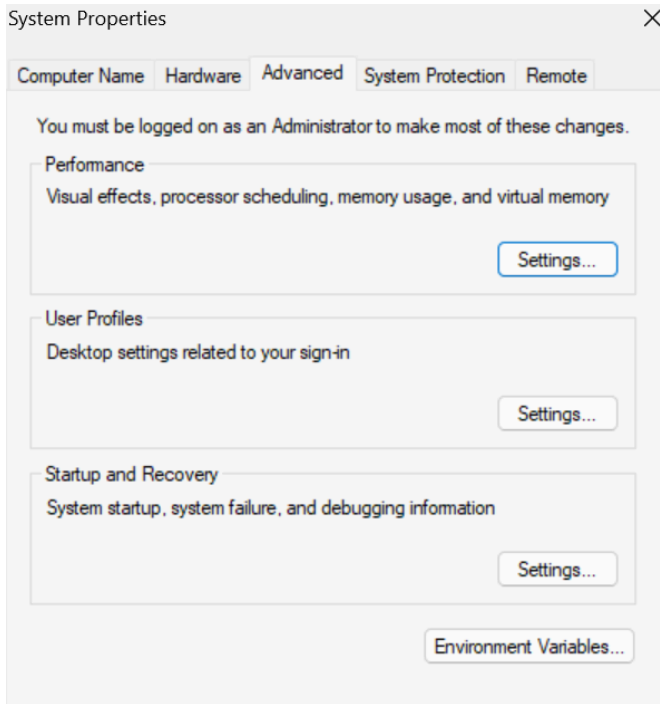 System Properties
Computer Name Hardware Advanced System Protection Remote
You must be logged on as an Administrator to make most of these changes.
Performance
Visual effects, processor scheduling, memory usage, and virtual memory
Settings...
User Profiles
Desktop settings related to your sign-in
Settings...
Startup and Recovery
System startup, system failure, and debugging information
Settings...
Environment Variables...